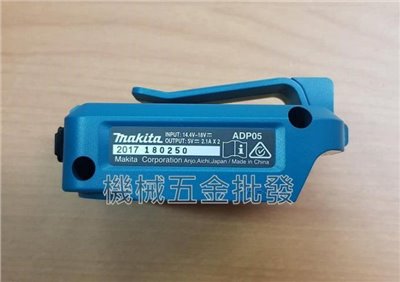 makita
INPUT: 14.4V-18V ⎓
OUTPUT: 5V ⎓ 2.1A X 2
ADP05
2017 180250
Makita Corporation Anjo, Aichi, Japan / Made in China
機械五金批發